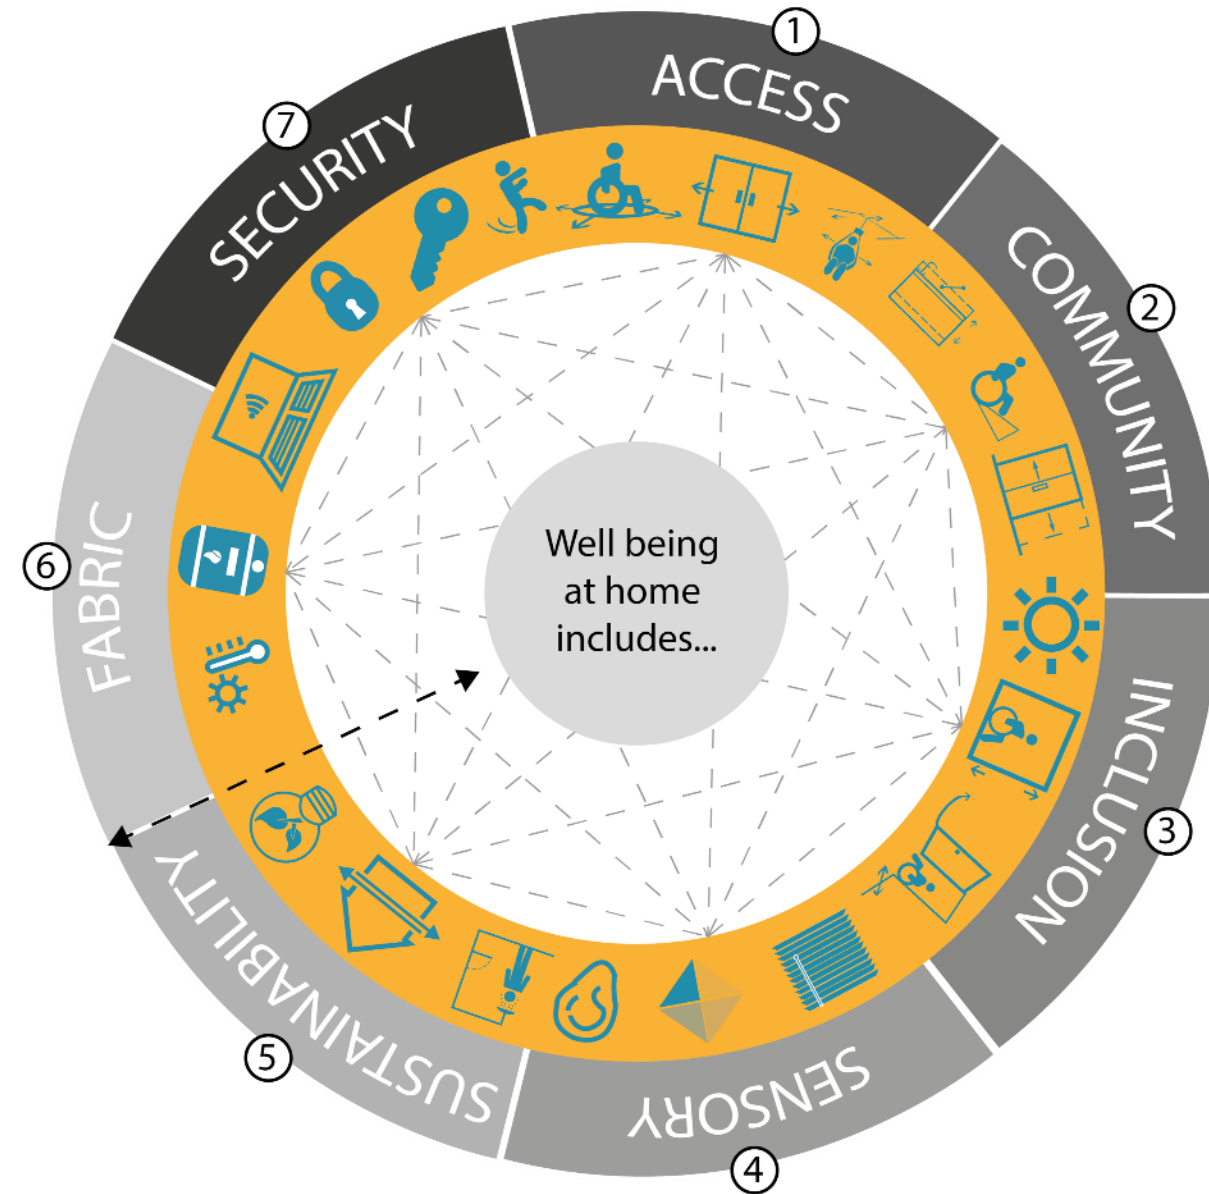 1
ACCESS
2
COMMUNITY
3
INCLUSION
4
SENSORY
5
SUSTAINABILITY
6
FABRIC
7
SECURITY
Well being
at home
includes...